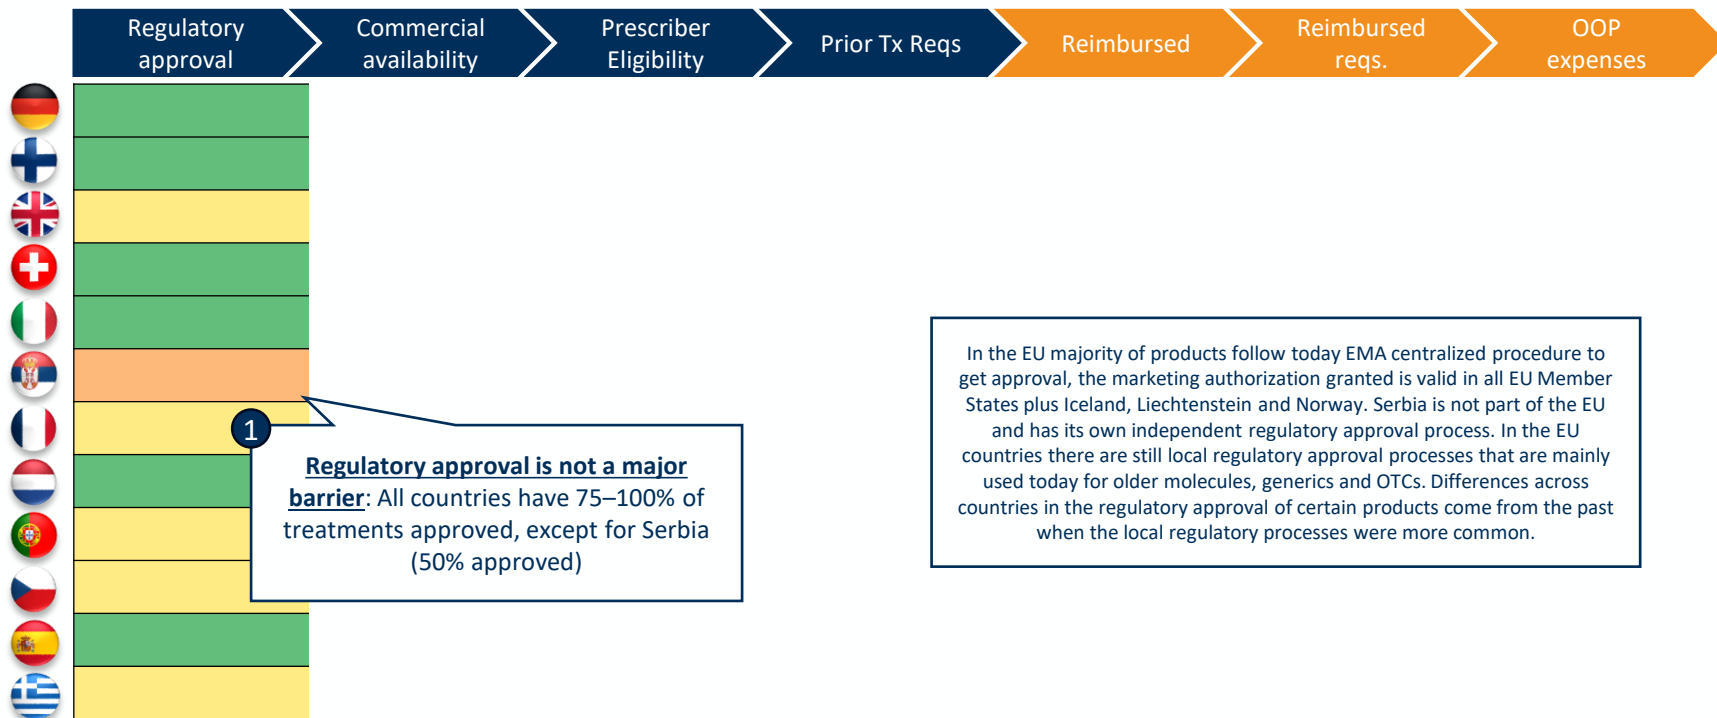 Regulatory
approval
Commercial
availability
Prescriber
Eligibility
Prior Tx Reqs
Reimbursed
Reimbursed
reqs.
OOP
expenses
1
Regulatory approval is not a major
barrier: All countries have 75–100% of
treatments approved, except for Serbia
(50% approved)
In the EU majority of products follow today EMA centralized procedure to
get approval, the marketing authorization granted is valid in all EU Member
States plus Iceland, Liechtenstein and Norway. Serbia is not part of the EU
and has its own independent regulatory approval process. In the EU
countries there are still local regulatory approval processes that are mainly
used today for older molecules, generics and OTCs. Differences across
countries in the regulatory approval of certain products come from the past
when the local regulatory processes were more common.